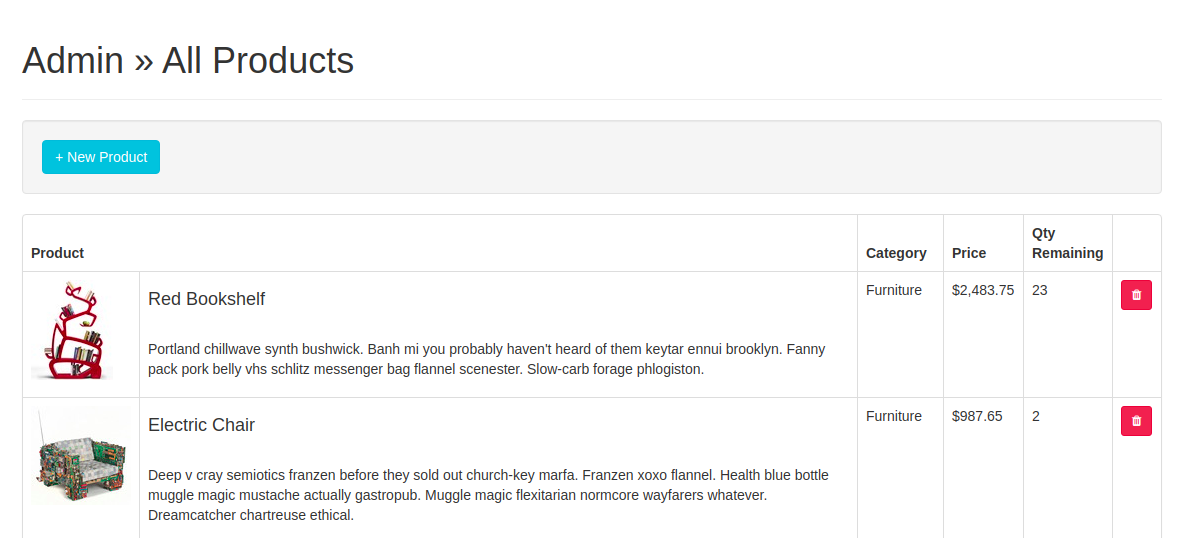 Admin » All Products
+ New Product
Product
Category
Price
Qty
Remaining
Red Bookshelf
Portland chillwave synth bushwick. Banh mi you probably haven't heard of them keytar ennui brooklyn. Fanny
pack pork belly vhs schlitz messenger bag flannel scenester. Slow-carb forage phlogiston.
Furniture
$2,483.75
23
Electric Chair
Deep v cray semiotics franzen before they sold out church-key marfa. Franzen xoxo flannel. Health blue bottle
muggle magic mustache actually gastropub. Muggle magic flexitarian normcore wayfarers whatever.
Dreamcatcher chartreuse ethical.
Furniture
$987.65
2